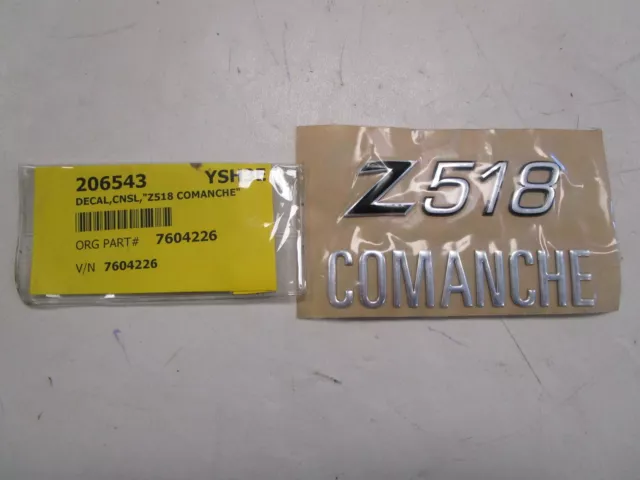 206543
DECAL,CNSL,"Z518 COMANCHE"
ORG PART# 7604226
V/N 7604226
Z518
COMANCHE